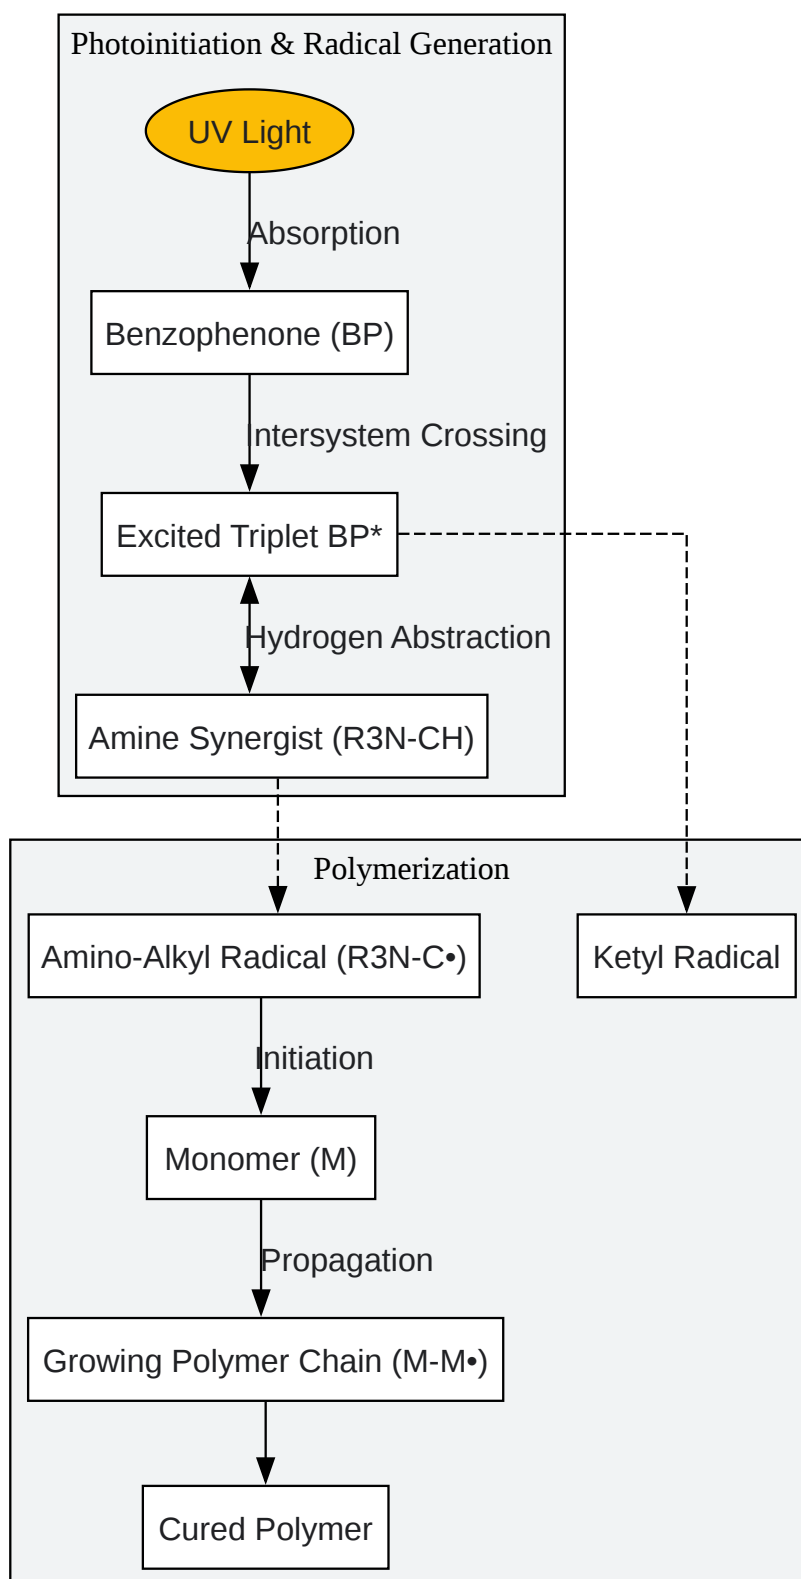 Photoinitiation & Radical Generation
UV Light
Absorption
Benzophenone (BP)
Intersystem Crossing
Excited Triplet BP*
Hydrogen Abstraction
Amine Synergist (R3N-CH)
Polymerization
Amino-Alkyl Radical (R3N-C•)
Ketyl Radical
Initiation
Monomer (M)
Propagation
Growing Polymer Chain (M-M•)
Cured Polymer